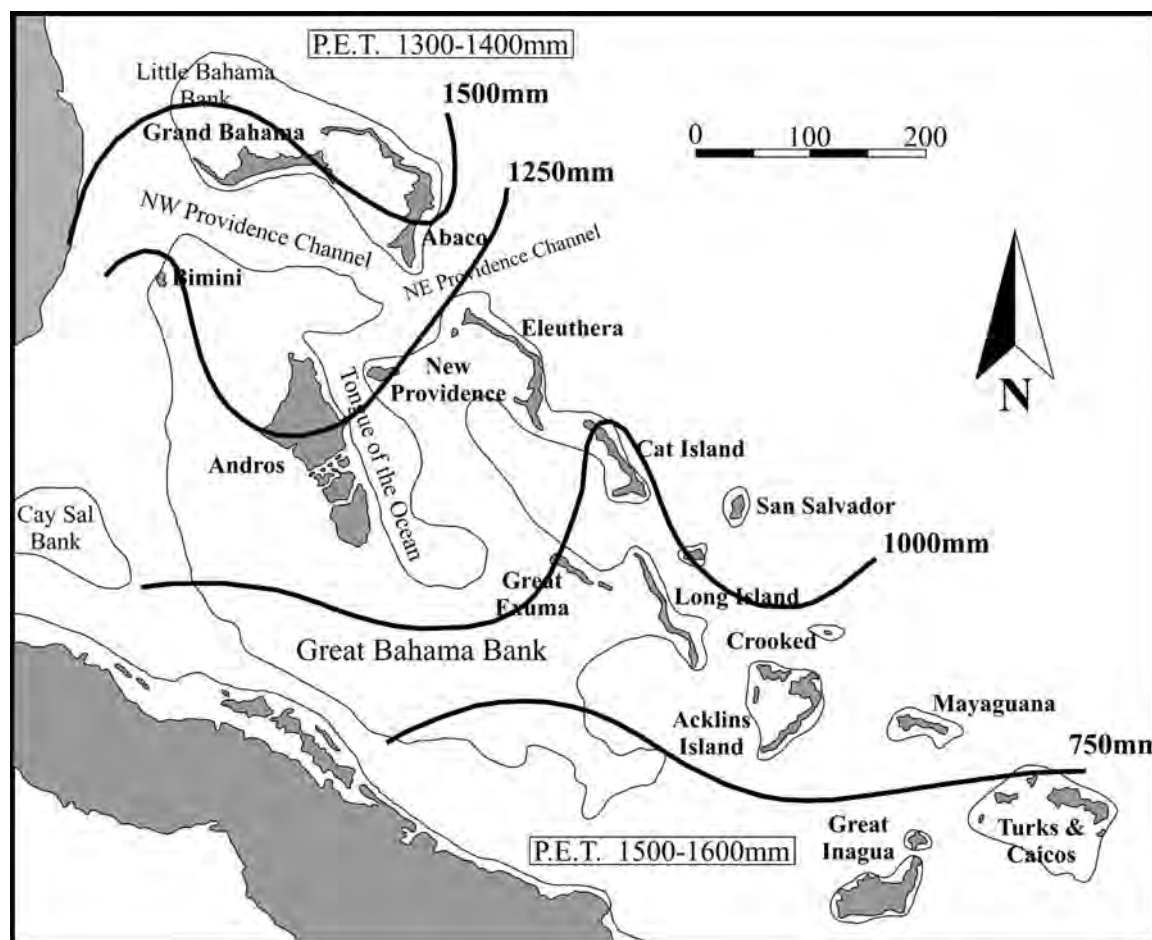 P.E.T. 1300-1400mm
Little Bahama
Bank
1500mm
Grand Bahama
0 100 200
1250mm
NW Providence Channel
Abaco
NE Providence Channel
Bimini
Eleuthera
New
Providence
Tongue of the Ocean
N
Andros
Cat Island
San Salvador
Cay Sal
Bank
1000mm
Great
Exuma
Long Island
Crooked
Great Bahama Bank
Acklins
Island
Mayaguana
750mm
Great
Inagua
Turks &
Caicos
P.E.T. 1500-1600mm